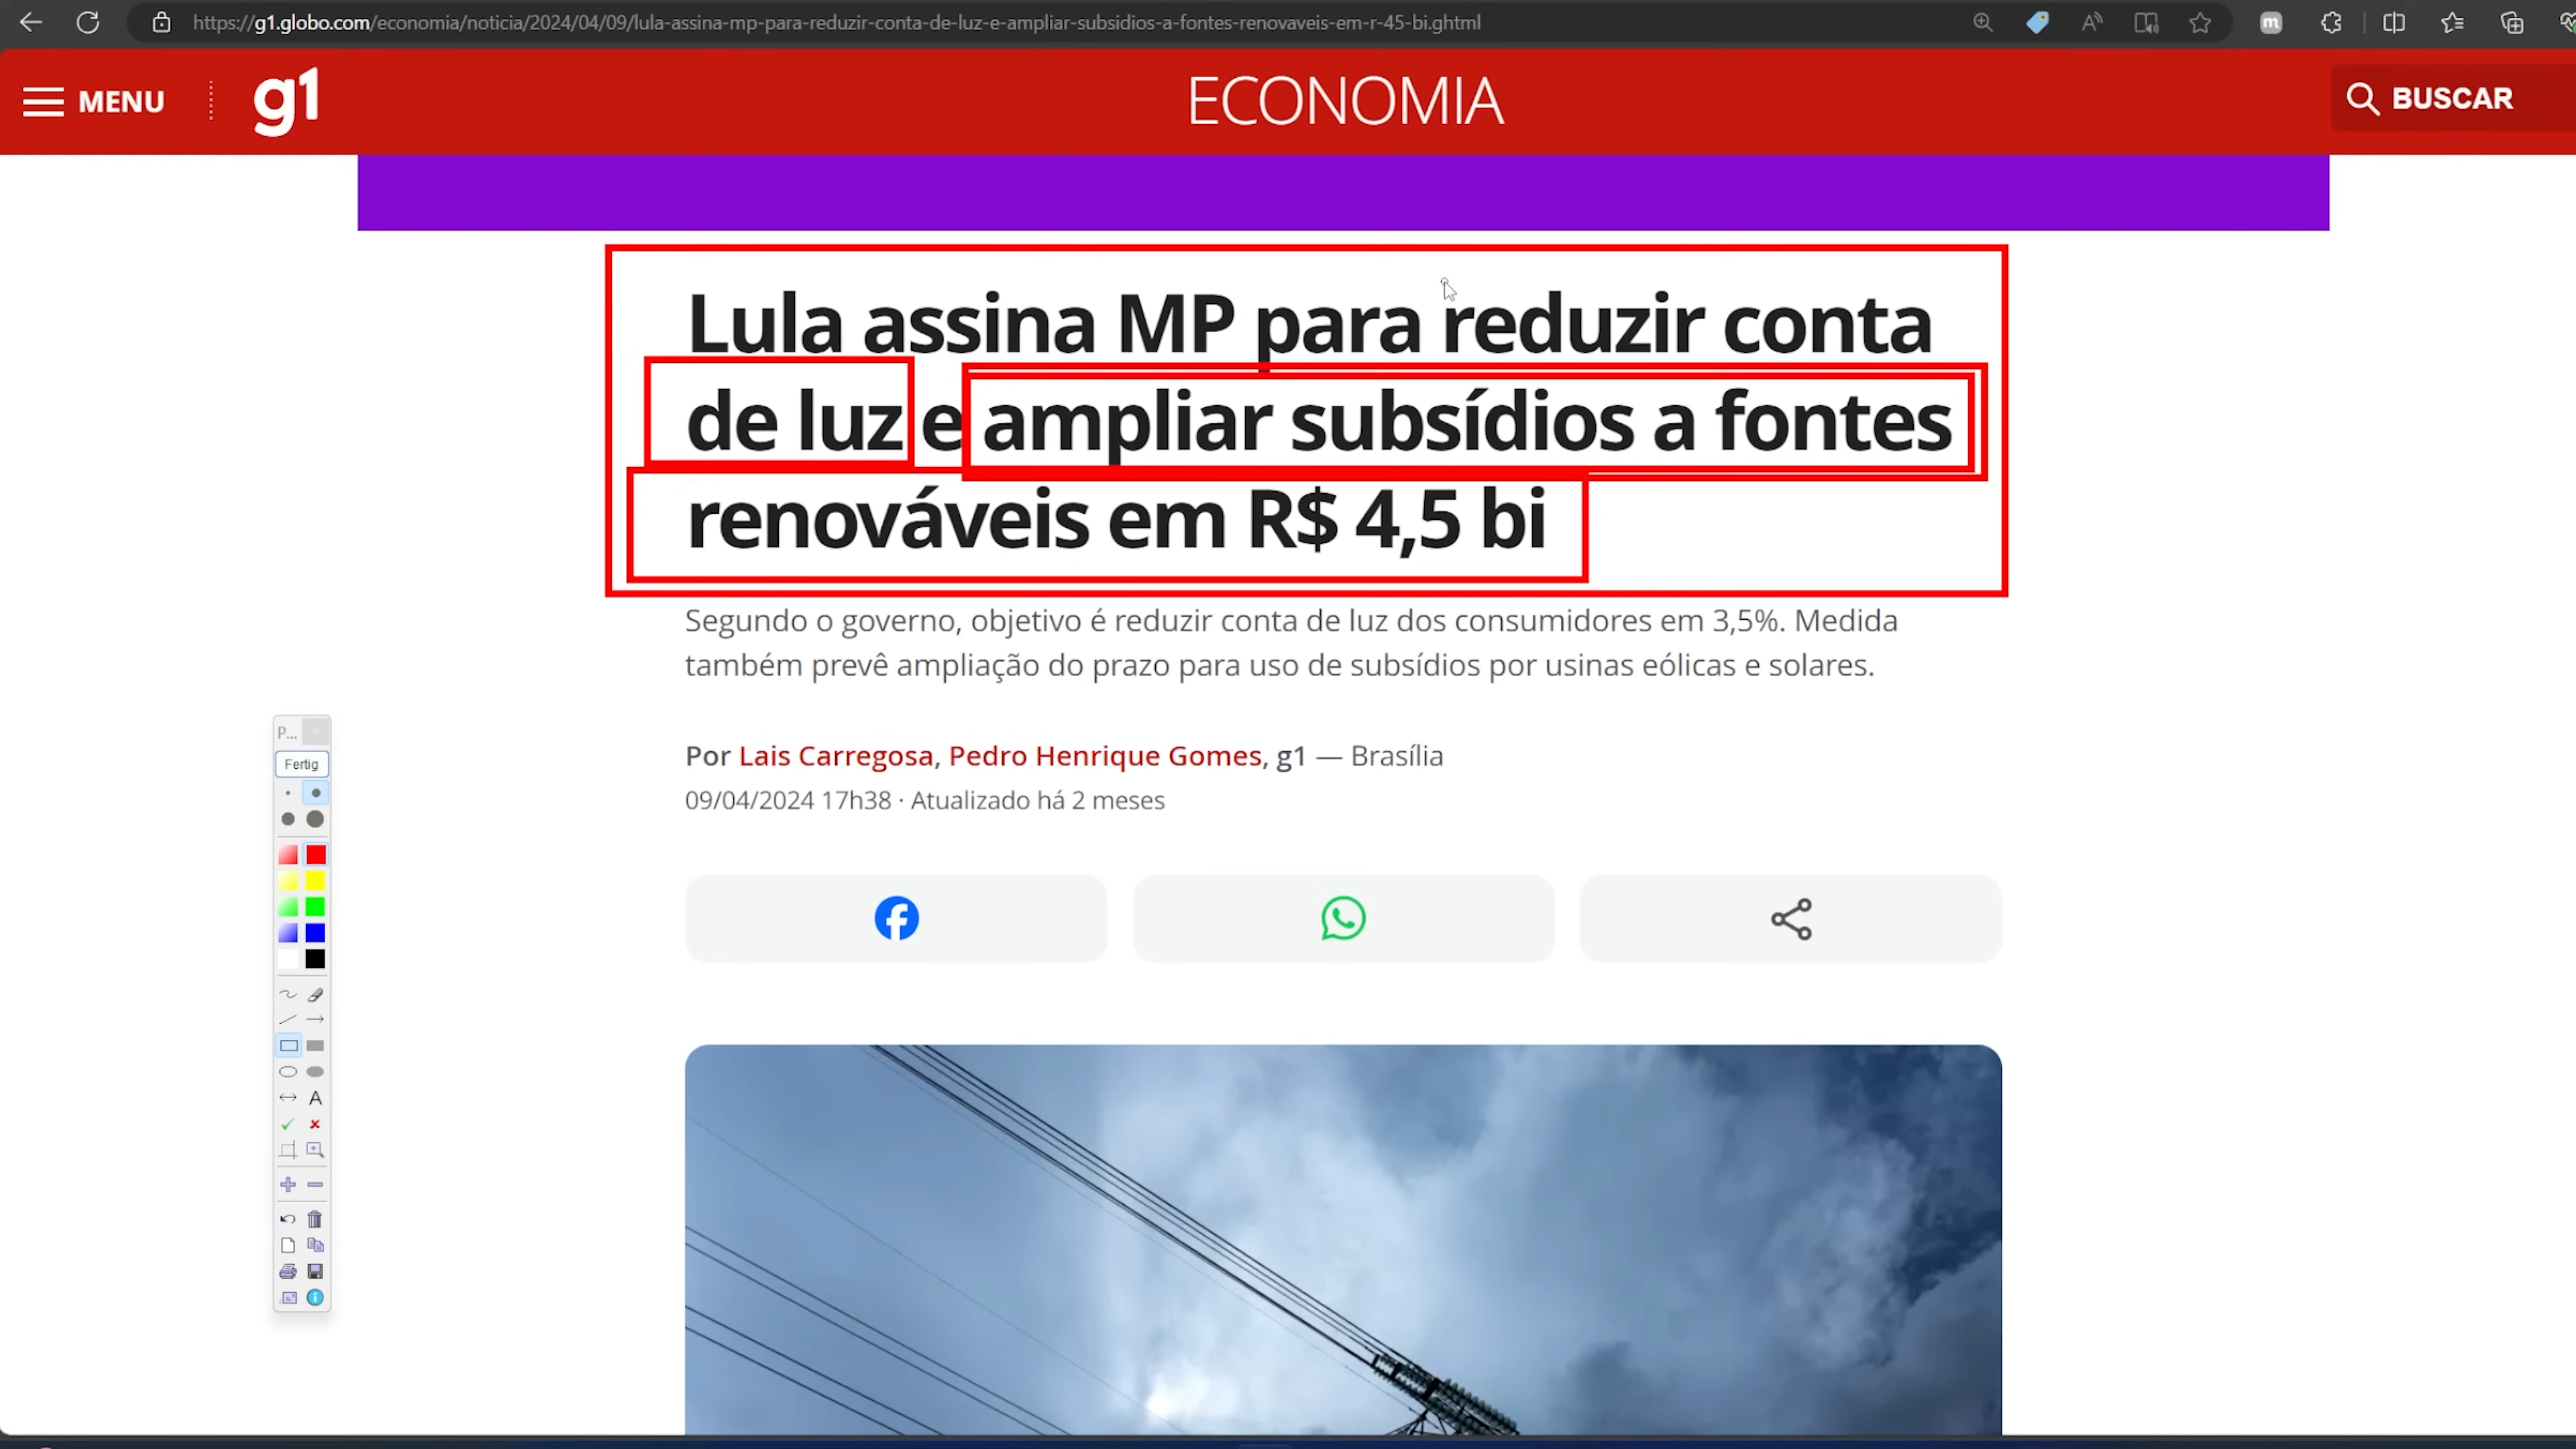 https://g1.globo.com/economia/noticia/2024/04/09/lula-assina-mp-para-reduzir-conta-de-luz-e-ampliar-subsidios-a-fontes-renovaveis-em-r-45-bi.ghtml
MENU
g1
ECONOMIA
BUSCAR
Lula assina MP para reduzir conta
de luz e ampliar subsídios a fontes
renováveis em R$ 4,5 bi
Segundo o governo, objetivo é reduzir conta de luz dos consumidores em 3,5%. Medida
também prevê ampliação do prazo para uso de subsídios por usinas eólicas e solares.
Por Lais Carregosa, Pedro Henrique Gomes, g1 — Brasília
09/04/2024 17h38 · Atualizado há 2 meses
P...
Fertig
A